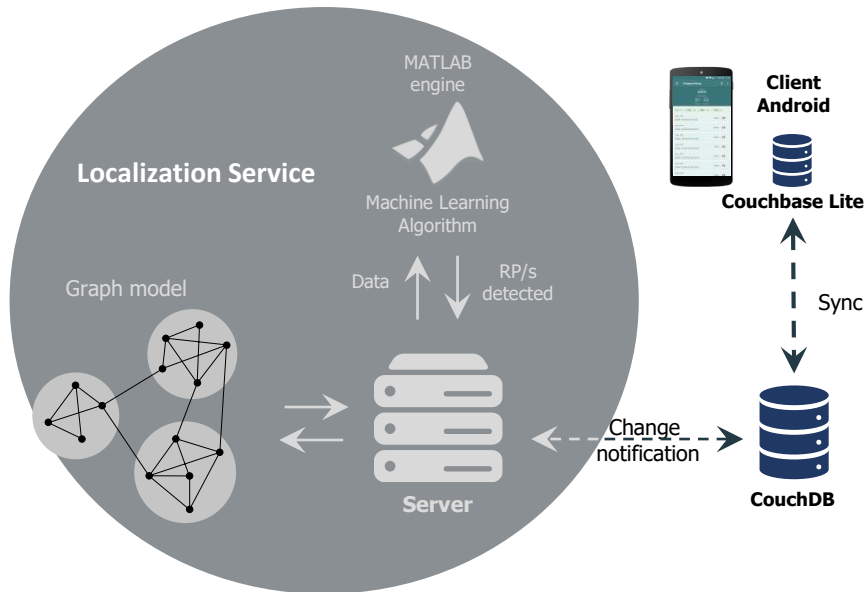 MATLAB
engine
Client
Android
Localization Service
Couchbase Lite
Machine Learning
Algorithm
Data
RP/s
detected
Graph model
Sync
Change
notification
Server
CouchDB